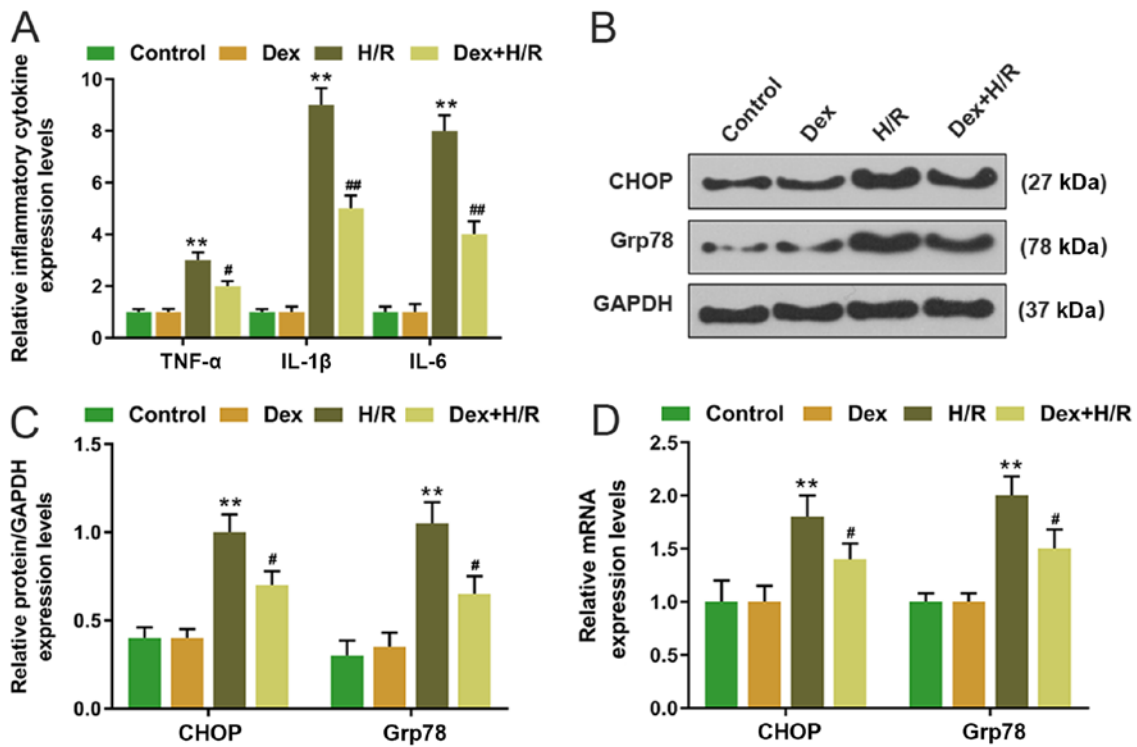 A
Control Dex H/R Dex+H/R
Relative inflammatory cytokine
expression levels
10
8
6
4
2
0
** ** **
# ## ##
TNF-α IL-1β IL-6
B
Control Dex H/R Dex+H/R
CHOP (27 kDa)
Grp78 (78 kDa)
GAPDH (37 kDa)
C
Control Dex H/R Dex+H/R
Relative protein/GAPDH
expression levels
1.5
1.0
0.5
0.0
** **
# #
CHOP Grp78
D
Control Dex H/R Dex+H/R
Relative mRNA
expression levels
2.5
2.0
1.5
1.0
0.5
0.0
** **
# #
CHOP Grp78